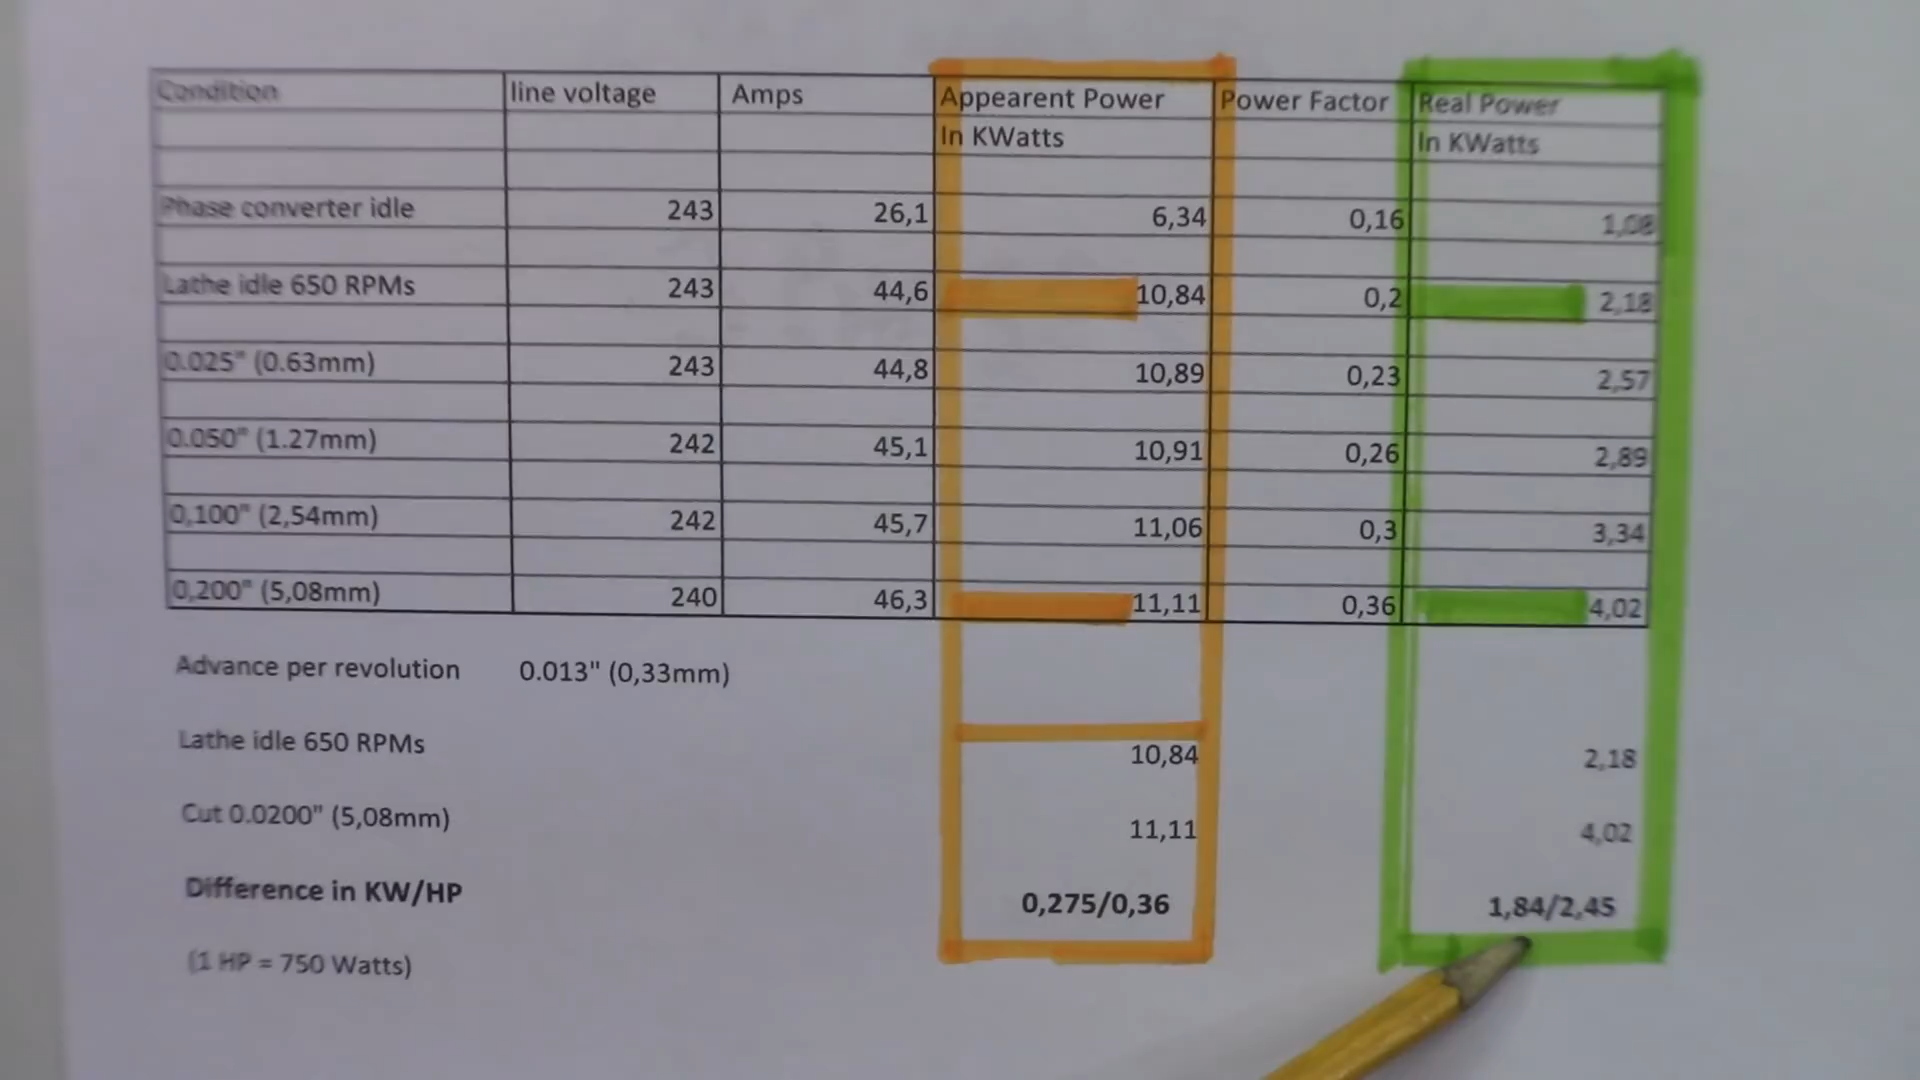 Condition line voltage Amps Appearent Power Power Factor Real Power
In KWatts In KWatts
Phase converter idle 243 26,1 6,34 0,16 1,08
Lathe idle 650 RPMs 243 44,6 10,84 0,2 2,18
0.025" (0.63mm) 243 44,8 10,89 0,23 2,57
0.050" (1.27mm) 242 45,1 10,91 0,26 2,89
0,100" (2,54mm) 242 45,7 11,06 0,3 3,34
0,200" (5,08mm) 240 46,3 11,11 0,36 4,02
Advance per revolution 0.013" (0,33mm)
Lathe idle 650 RPMs 10,84 2,18
Cut 0.0200" (5,08mm) 11,11 4,02
Difference in KW/HP 0,275/0,36 1,84/2,45
(1 HP = 750 Watts)